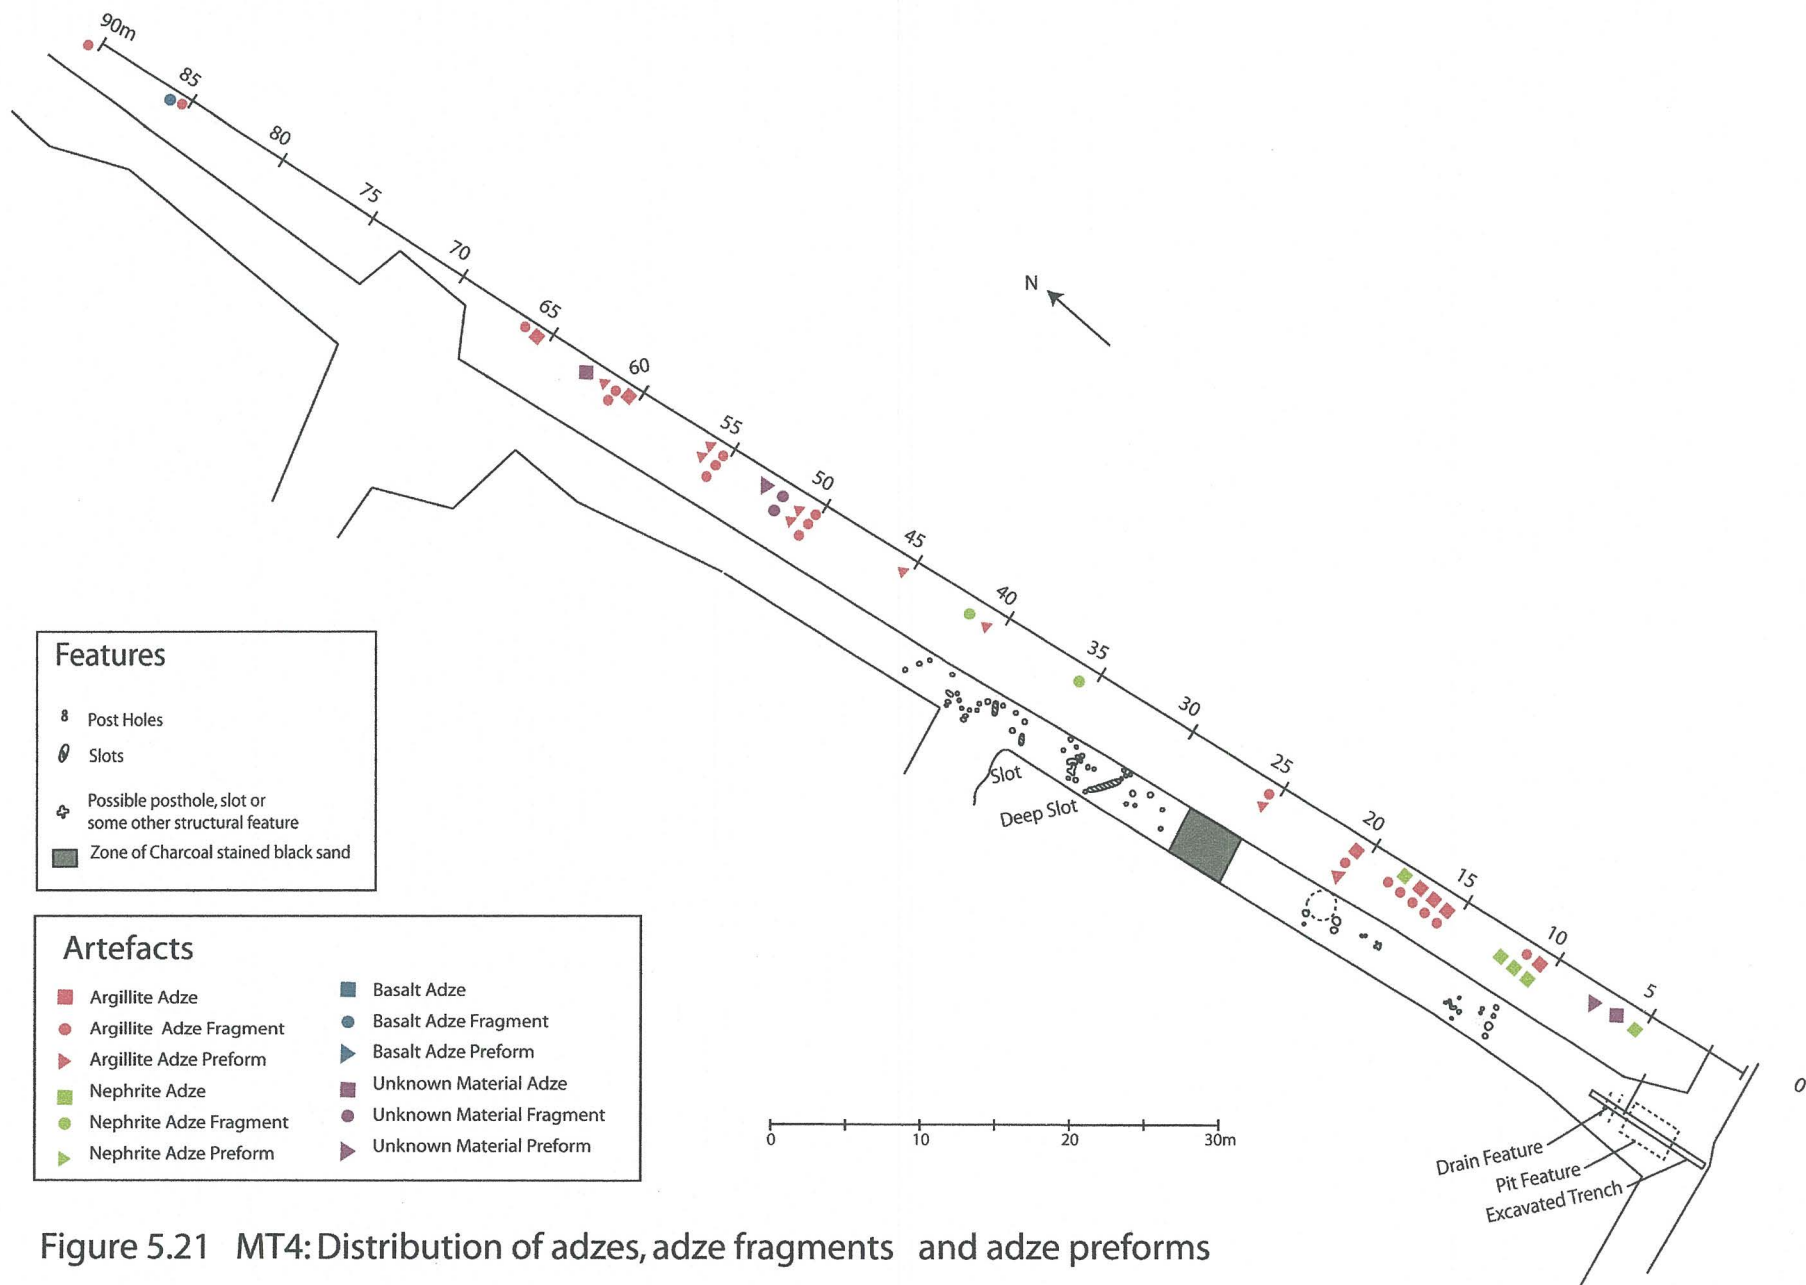 90m
85
80
75
70
65
60
55
50
45
40
35
30
25
20
15
10
5
0
N
Slot
Deep Slot
Features
Post Holes
Slots
Possible posthole, slot or
some other structural feature
Zone of Charcoal stained black sand
Artefacts
Argillite Adze
Argillite Adze Fragment
Argillite Adze Preform
Nephrite Adze
Nephrite Adze Fragment
Nephrite Adze Preform
Basalt Adze
Basalt Adze Fragment
Basalt Adze Preform
Unknown Material Adze
Unknown Material Fragment
Unknown Material Preform
0 10 20 30m
Drain Feature
Pit Feature
Excavated Trench
Figure 5.21 MT4: Distribution of adzes, adze fragments and adze preforms